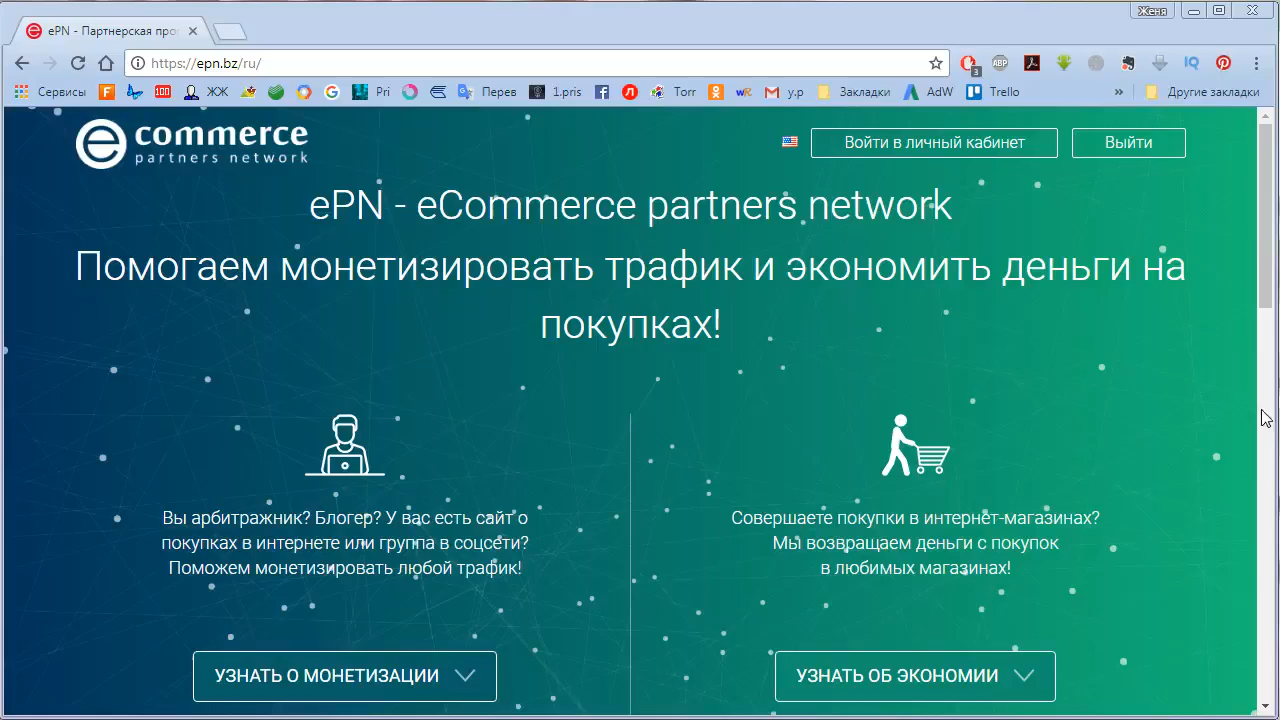 Женя
ePN - Партнерская про
https://epn.bz/ru/
3
ABP
Сервисы
100
ЖЖ
Pri
Перев
1.pris
Torr
y.p
Закладки
AdW
Trello
»
Другие закладки
commerce
partners network
Войти в личный кабинет
Выйти
ePN - eCommerce partners network
Помогаем монетизировать трафик и экономить деньги на
покупках!
Вы арбитражник? Блогер? У вас есть сайт о
покупках в интернете или группа в соцсети?
Поможем монетизировать любой трафик!
Совершаете покупки в интернет-магазинах?
Мы возвращаем деньги с покупок
в любимых магазинах!
УЗНАТЬ О МОНЕТИЗАЦИИ
УЗНАТЬ ОБ ЭКОНОМИИ